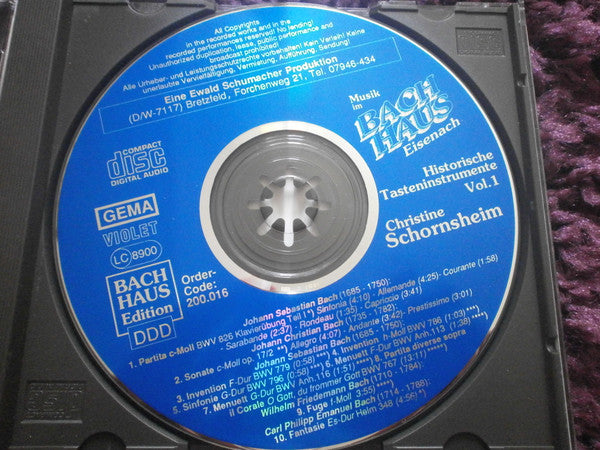 All Copyrights
in the recorded works and in the
recorded performances reserved! No lending!
Unauthorized duplication, lease, public performance and
broadcast prohibited!
Alle Urheber- und Leistungsschutzrechte vorbehalten! Kein Verleih! Keine
unerlaubte Vervielfältigung, Vermietung, Aufführung, Sendung!
Eine Ewald Schumacher Produktion
(D/W-7117) Bretzfeld, Forchenweg 21, Tel. 07946-434
Musik
im
BACH
HAUS
Eisenach
Historische
Tasteninstrumente
Vol.1
Christine
Schornsheim
COMPACT
disc
DIGITAL AUDIO
GEMA
VIOLET
LC 8900
BACH
HAUS
Edition
DDD
Order-
Code:
200.016
Johann Sebastian Bach (1685 - 1750):
1. Partita c-Moll BWV 826 Klavierübung Teil I *) Sinfonia (4:10) - Allemande (4:25)- Courante (1:58)
- Sarabande (2:37) - Rondeau (1:35) - Capriccio (3:41)
Johann Christian Bach (1735 - 1782):
2. Sonate c-Moll op. 17/2 **) Allegro (4:07) - Andante (3:42)- Prestissimo (3:01)
Johann Sebastian Bach (1685 - 1750):
3. Invention F-Dur BWV 779 (0:58) ***) 4. Invention h-Moll BWV 786 (1:03) ***)
5. Sinfonie G-Dur BWV 796 (0:58) ***) 6. Menuett F-Dur BWV Anh.113 (1:38) ****)
7. Menuett G-Dur BWV Anh.116 (1:51) ****) 8. Partita diverse sopra
il Corale O Gott, du frommer Gott BWV 767 (13:11) *****)
Wilhelm Friedemann Bach (1710 - 1784):
9. Fuge f-Moll (3:55) ****)
Carl Philipp Emanuel Bach (1714 - 1788):
10. Fantasie Es-Dur Helm 348 (4:56) *)